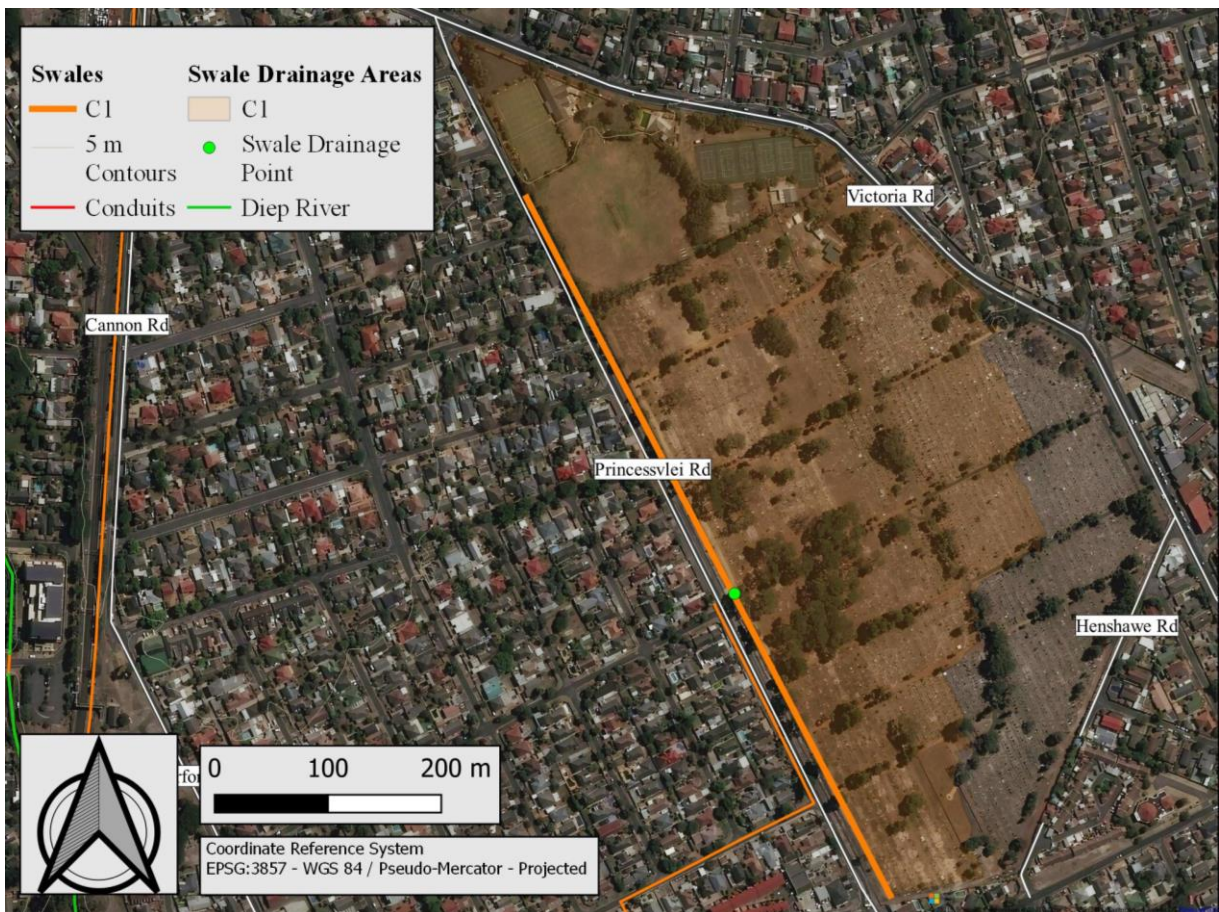 Swales
C1
5 m
Contours
Conduits
Swale Drainage Areas
C1
Swale Drainage
Point
Diep River
Victoria Rd
Cannon Rd
Princessvlei Rd
Henshawe Rd
0 100 200 m
Coordinate Reference System
EPSG:3857 - WGS 84 / Pseudo-Mercator - Projected